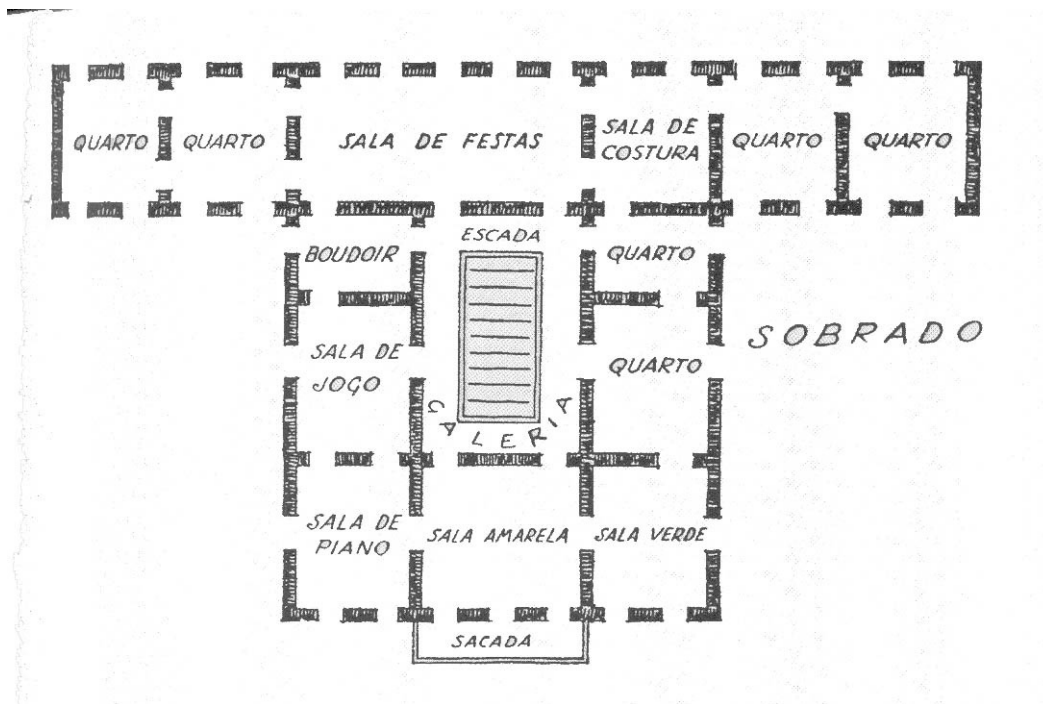 QUARTO
QUARTO
SALA DE FESTAS
SALA DE
COSTURA
QUARTO
QUARTO
ESCADA
BOUDOIR
QUARTO
SOBRADO
SALA DE
JOGO
QUARTO
GALERIA
SALA DE
PIANO
SALA AMARELA
SALA VERDE
SACADA